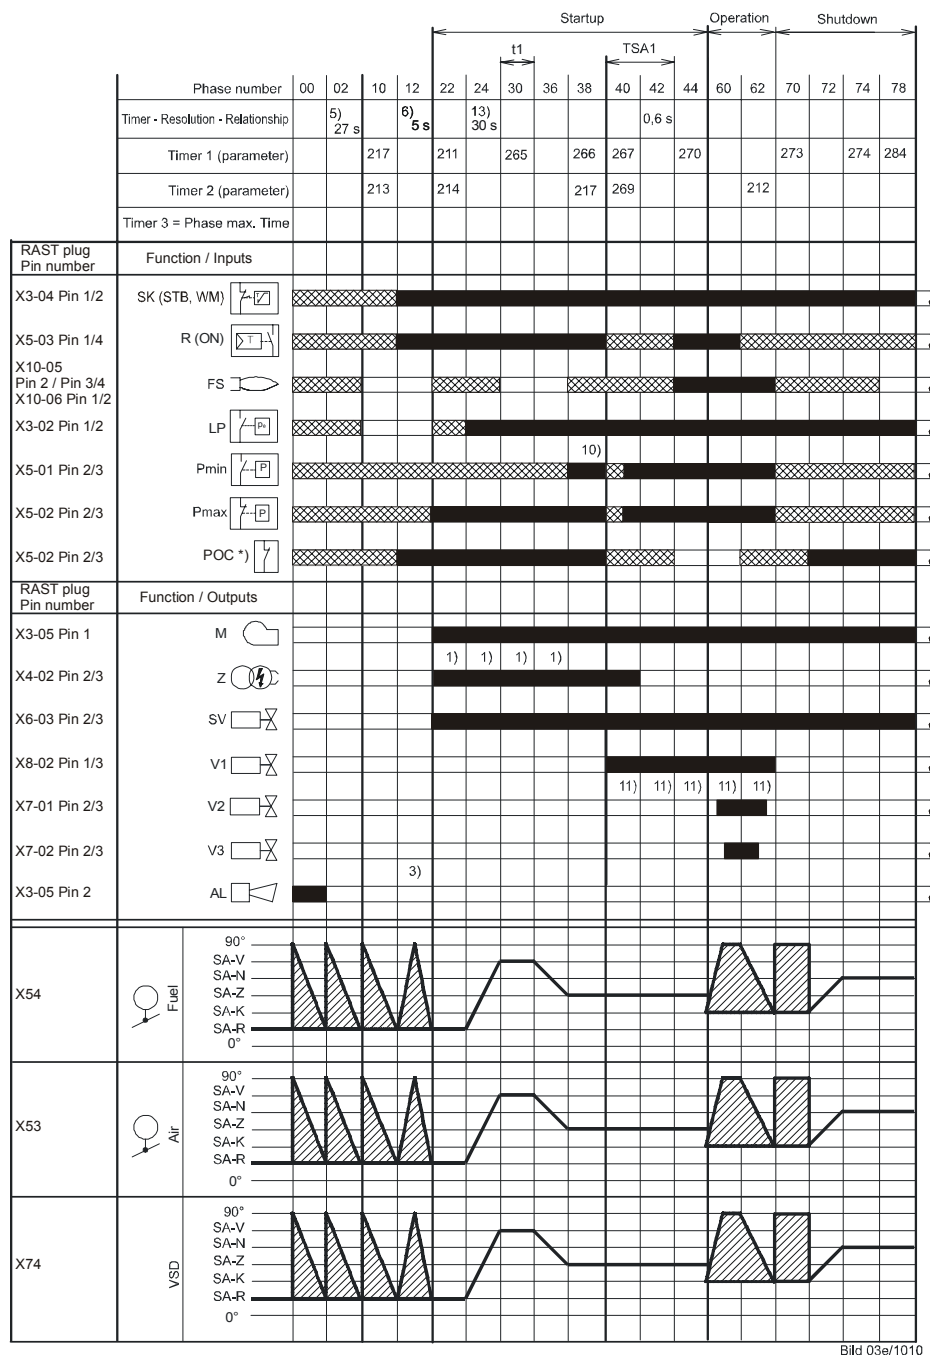 Startup Operation Shutdown
t1 TSA1
Phase number 00 02 10 12 22 24 30 36 38 40 42 44 60 62 70 72 74 78
Timer - Resolution - Relationship 5) 27 s 6) 5 s 13) 30 s 0,6 s
Timer 1 (parameter) 217 211 265 266 267 270 273 274 284
Timer 2 (parameter) 213 214 217 269 212
Timer 3 = Phase max. Time
RAST plug
Pin number
Function / Inputs
X3-04 Pin 1/2 SK (STB, WM)
X5-03 Pin 1/4 R (ON) T
X10-05
Pin 2 / Pin 3/4
X10-06 Pin 1/2
FS
X3-02 Pin 1/2 LP
10)
X5-01 Pin 2/3 Pmin P
X5-02 Pin 2/3 Pmax P
X5-02 Pin 2/3 POC *)
RAST plug
Pin number
Function / Outputs
X3-05 Pin 1 M
1) 1) 1) 1)
X4-02 Pin 2/3 Z
X6-03 Pin 2/3 SV
X8-02 Pin 1/3 V1
11) 11) 11) 11) 11)
X7-01 Pin 2/3 V2
X7-02 Pin 2/3 V3
3)
X3-05 Pin 2 AL
X54
Fuel
90°
SA-V
SA-N
SA-Z
SA-K
SA-R
0°
X53
Air
90°
SA-V
SA-N
SA-Z
SA-K
SA-R
0°
X74
VSD
90°
SA-V
SA-N
SA-Z
SA-K
SA-R
0°
Bild 03e/1010